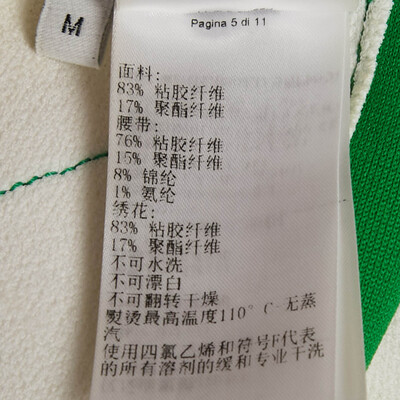 M
Pagina 5 di 11
面料:
83% 粘胶纤维
17% 聚酯纤维
腰带:
76% 粘胶纤维
15% 聚酯纤维
8% 锦纶
1% 氨纶
绣花:
83% 粘胶纤维
17% 聚酯纤维
不可水洗
不可漂白
不可翻转干燥
熨烫最高温度110°C 无蒸
汽
使用四氯乙烯和符号F代表
的所有溶剂的缓和专业干洗